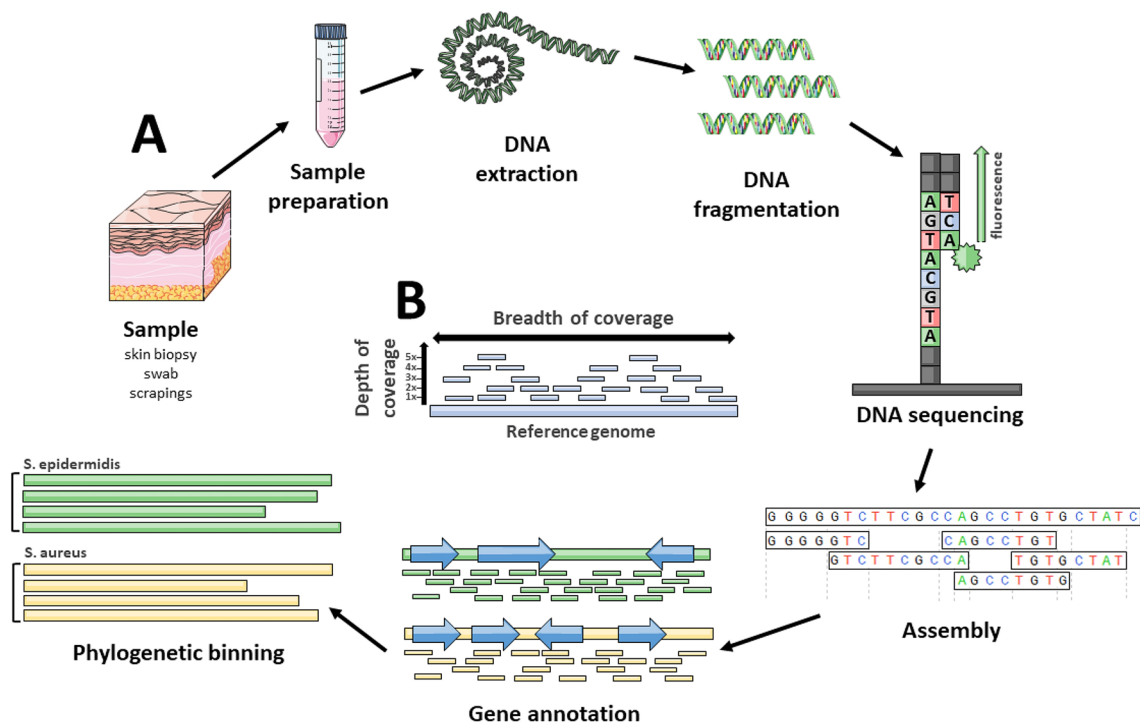 A
Sample
skin biopsy
swab
scrapings
Sample
preparation
DNA
extraction
DNA
fragmentation
A T
G C
T A
A
C
G
T
A
fluorescence
DNA sequencing
B
Breadth of coverage
Depth of
coverage
5x
4x
3x
2x
1x
Reference genome
G G G G G T C T T C G C C A G C C T G T G C T A T C
G G G G G T C
C A G C C T G T
G T C T T C G C C A
T G T G C T A T
A G C C T G T G
Assembly
Gene annotation
S. epidermidis
S. aureus
Phylogenetic binning